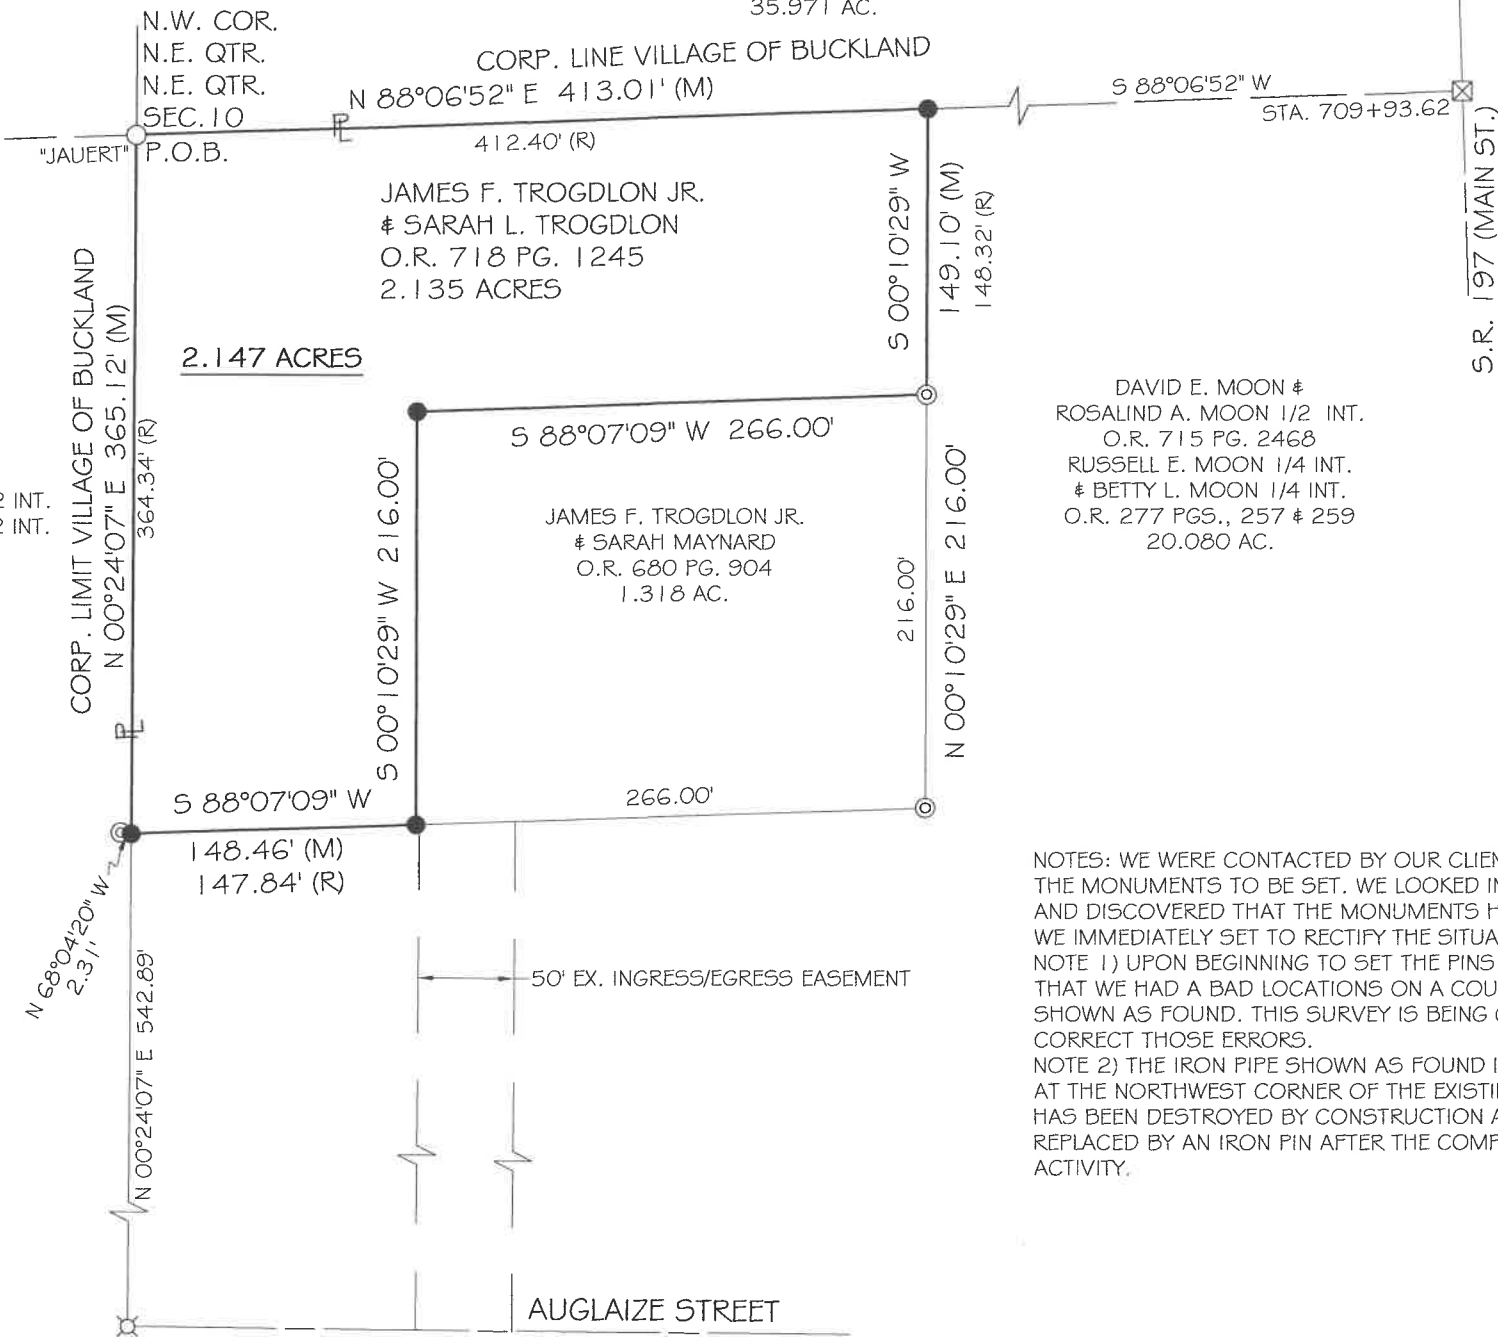 35.971 AC.
N.W. COR.
N.E. QTR.
N.E. QTR.
SEC. 10
CORP. LINE VILLAGE OF BUCKLAND
N 88°06'52" E 413.01' (M)
412.40' (R)
S 88°06'52" W
STA. 709+93.62
S.R. 197 (MAIN ST.)
"JAUERT"
P.O.B.
JAMES F. TROGDLON JR.
& SARAH L. TROGDLON
O.R. 718 PG. 1245
2.135 ACRES
S 00°10'29" W
149.10' (M)
148.32' (R)
CORP. LIMIT VILLAGE OF BUCKLAND
N 00°24'07" E 365.12' (M)
364.34' (R)
2.147 ACRES
S 88°07'09" W 266.00'
DAVID E. MOON &
ROSALIND A. MOON 1/2 INT.
O.R. 715 PG. 2468
RUSSELL E. MOON 1/4 INT.
& BETTY L. MOON 1/4 INT.
O.R. 277 PGS., 257 & 259
20.080 AC.
2 INT.
2 INT.
S 00°10'29" W 216.00'
JAMES F. TROGDLON JR.
& SARAH MAYNARD
O.R. 680 PG. 904
1.318 AC.
216.00'
N 00°10'29" E 216.00'
PL
PL
S 88°07'09" W
148.46' (M)
147.84' (R)
266.00'
N 68°04'20" W
2.31'
N 00°24'07" E 542.89'
50' EX. INGRESS/EGRESS EASEMENT
NOTES: WE WERE CONTACTED BY OUR CLIEN
THE MONUMENTS TO BE SET. WE LOOKED IN
AND DISCOVERED THAT THE MONUMENTS H
WE IMMEDIATELY SET TO RECTIFY THE SITUA
NOTE 1) UPON BEGINNING TO SET THE PINS
THAT WE HAD A BAD LOCATIONS ON A COU
SHOWN AS FOUND. THIS SURVEY IS BEING
CORRECT THOSE ERRORS.
NOTE 2) THE IRON PIPE SHOWN AS FOUND I
AT THE NORTHWEST CORNER OF THE EXISTI
HAS BEEN DESTROYED BY CONSTRUCTION A
REPLACED BY AN IRON PIN AFTER THE COMP
ACTIVITY.
AUGLAIZE STREET